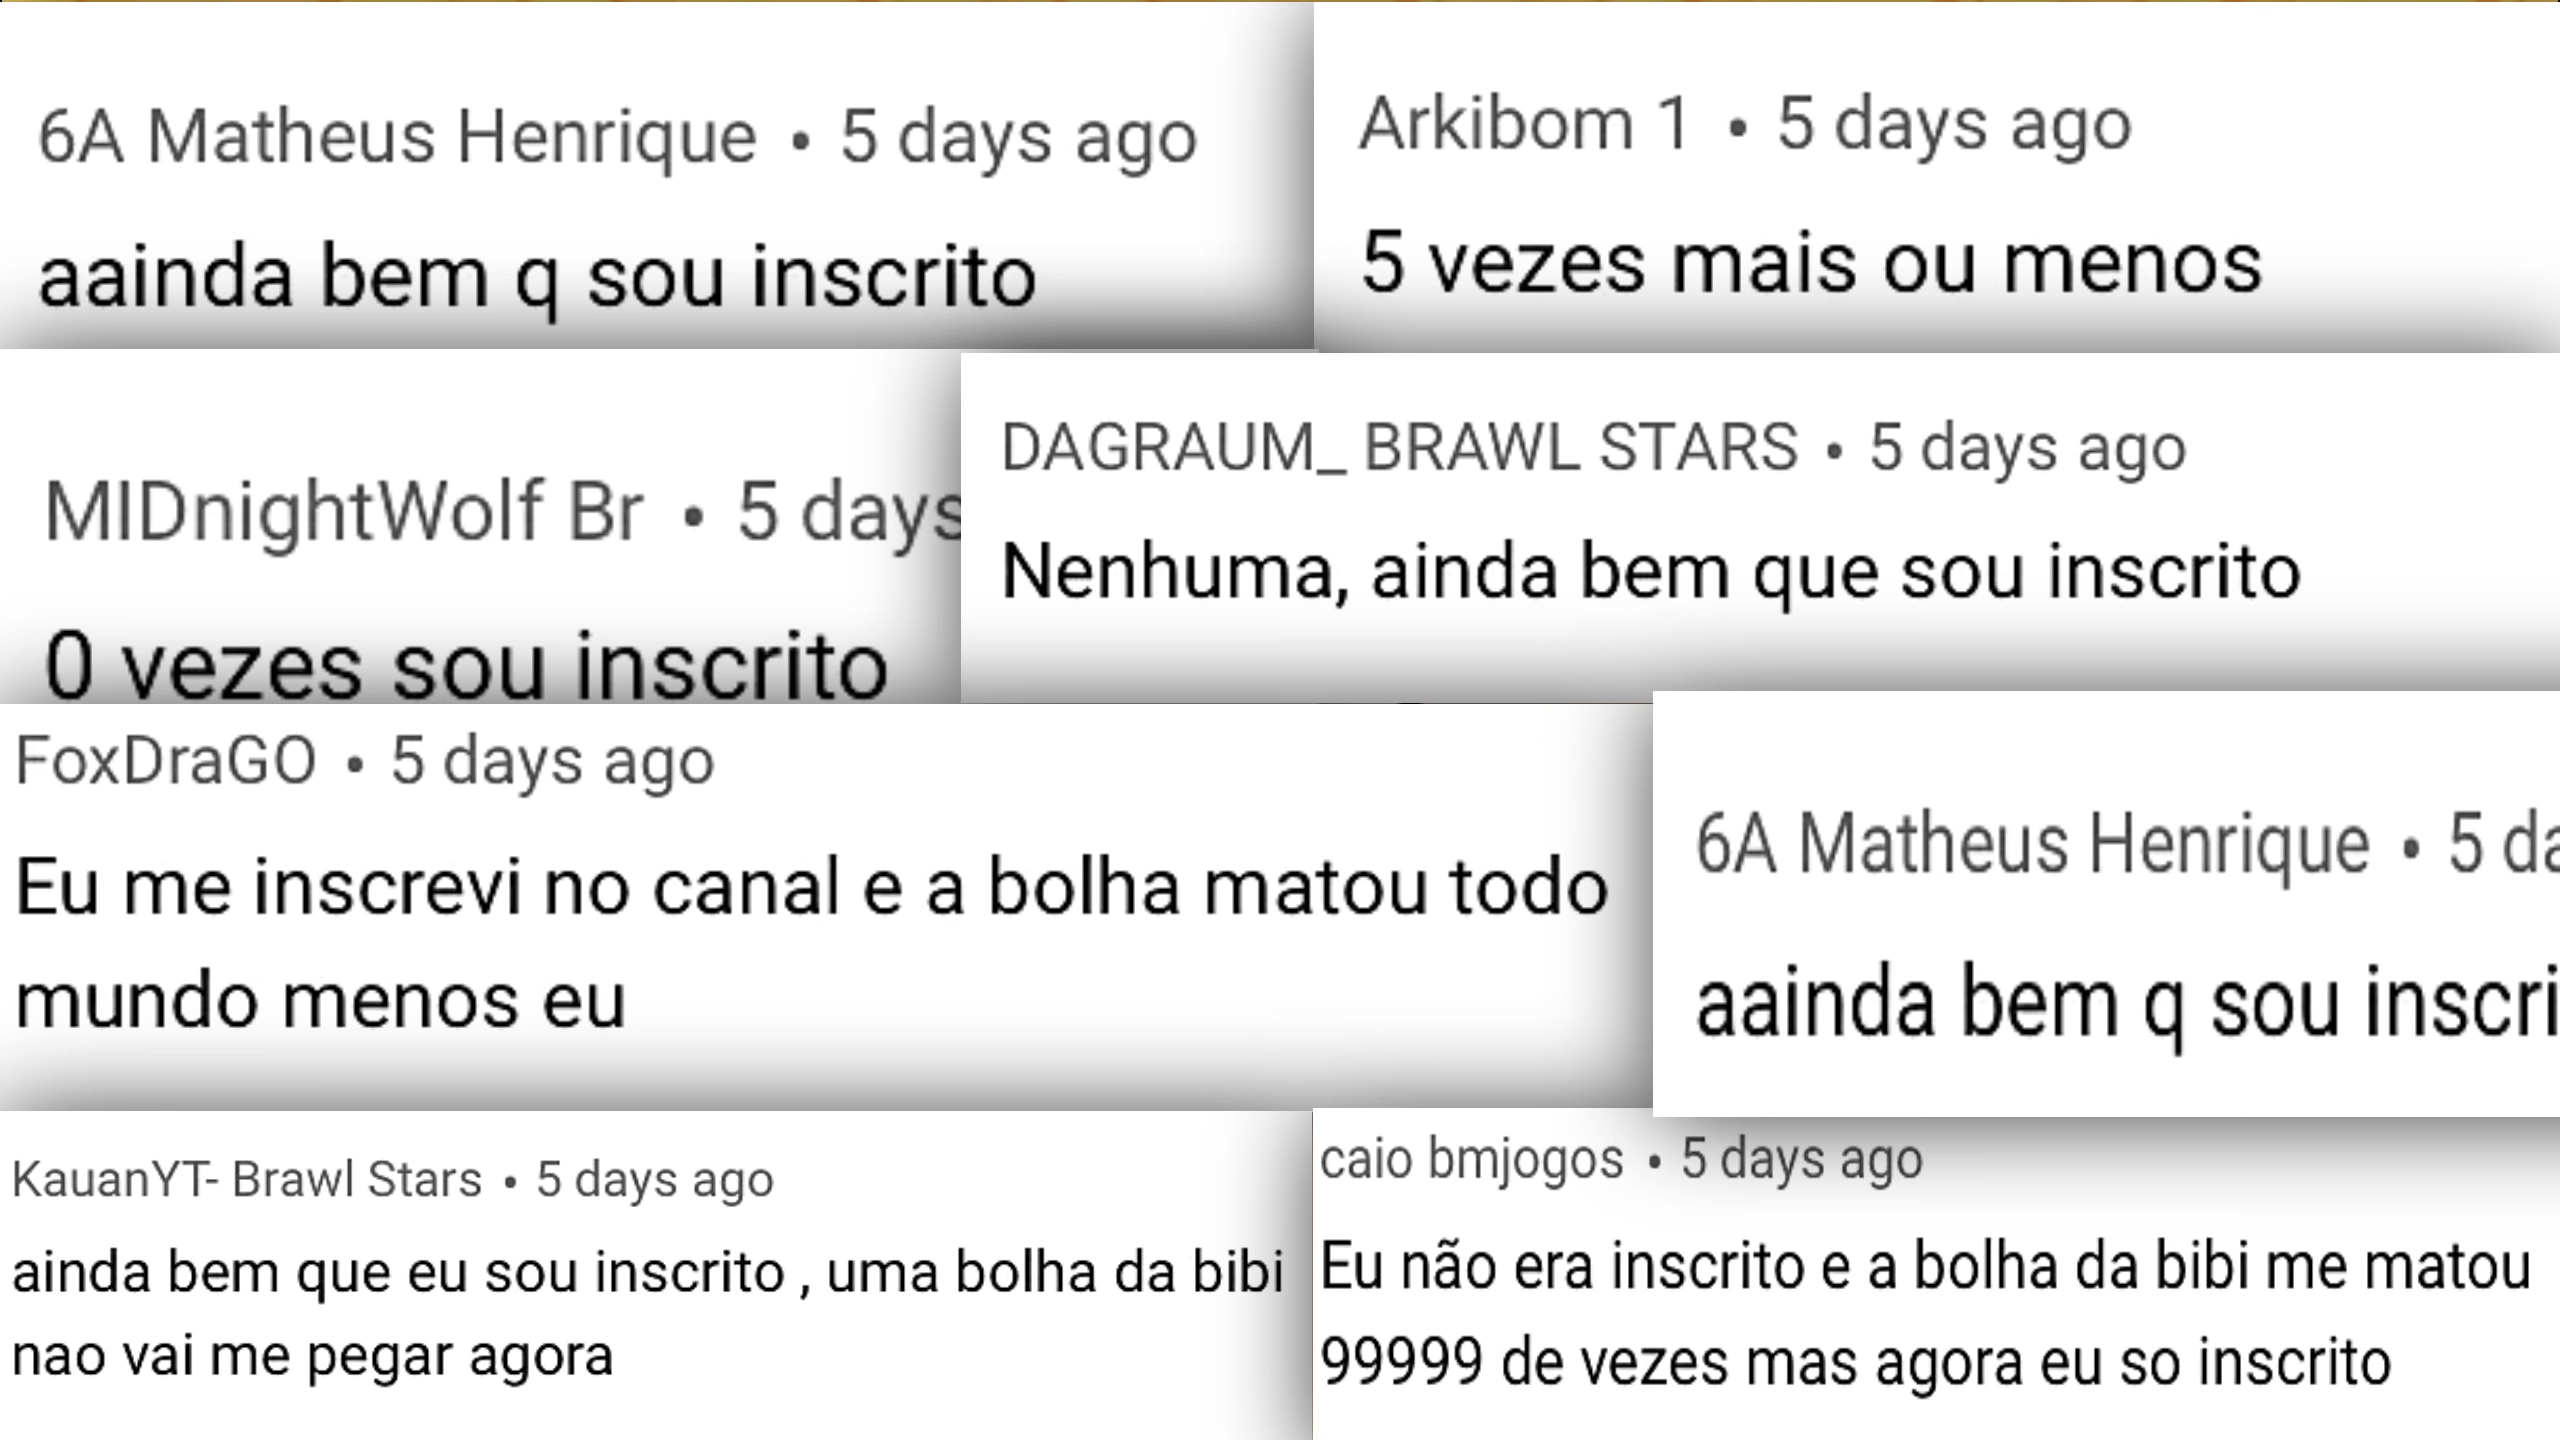 6A Matheus Henrique • 5 days ago
aainda bem q sou inscrito
Arkibom 1 • 5 days ago
5 vezes mais ou menos
MIDnightWolf Br • 5 days
0 vezes sou inscrito
DAGRAUM_ BRAWL STARS • 5 days ago
Nenhuma, ainda bem que sou inscrito
FoxDraGO • 5 days ago
Eu me inscrevi no canal e a bolha matou todo
mundo menos eu
6A Matheus Henrique • 5 da
aainda bem q sou inscri
KauanYT- Brawl Stars • 5 days ago
ainda bem que eu sou inscrito , uma bolha da bibi
nao vai me pegar agora
caio bmjogos • 5 days ago
Eu não era inscrito e a bolha da bibi me matou
99999 de vezes mas agora eu so inscrito